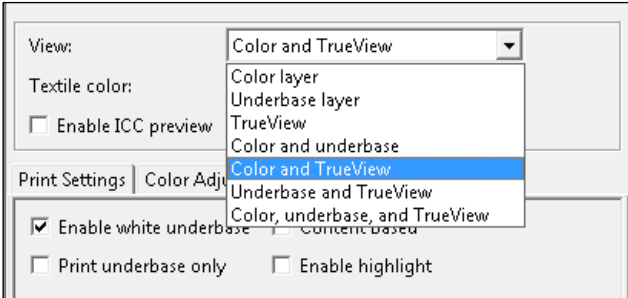 View:
Color and TrueView
Color layer
Textile color:
Underbase layer
TrueView
Enable ICC preview
Color and underbase
Color and TrueView
Print Settings
Underbase and TrueView
Color, underbase, and TrueView
Enable white underbase
Content based
Print underbase only
Enable highlight